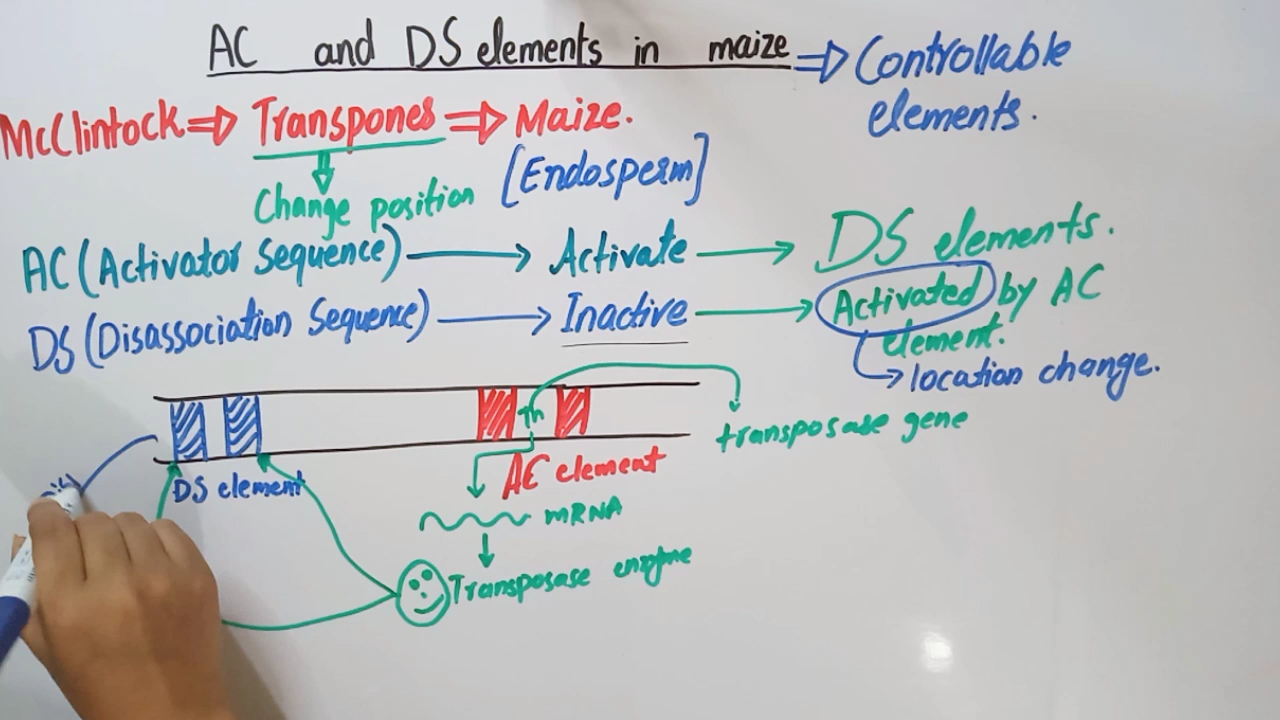 AC and DS elements in maize ⇒ Controllable
elements.
McClintock ⇒ Transpones ⇒ Maize.
[Endosperm]
Change position
AC (Activator Sequence) → Activate → DS elements.
DS (Disassociation Sequence) → Inactive → Activated by AC
element.
location change.
transposase gene
DS element
AC element
mRNA
Transposase enzyme